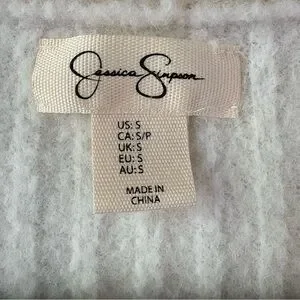 Jessica Simpson
US: S
CA: S/P
UK: S
EU: S
AU: S
MADE IN
CHINA